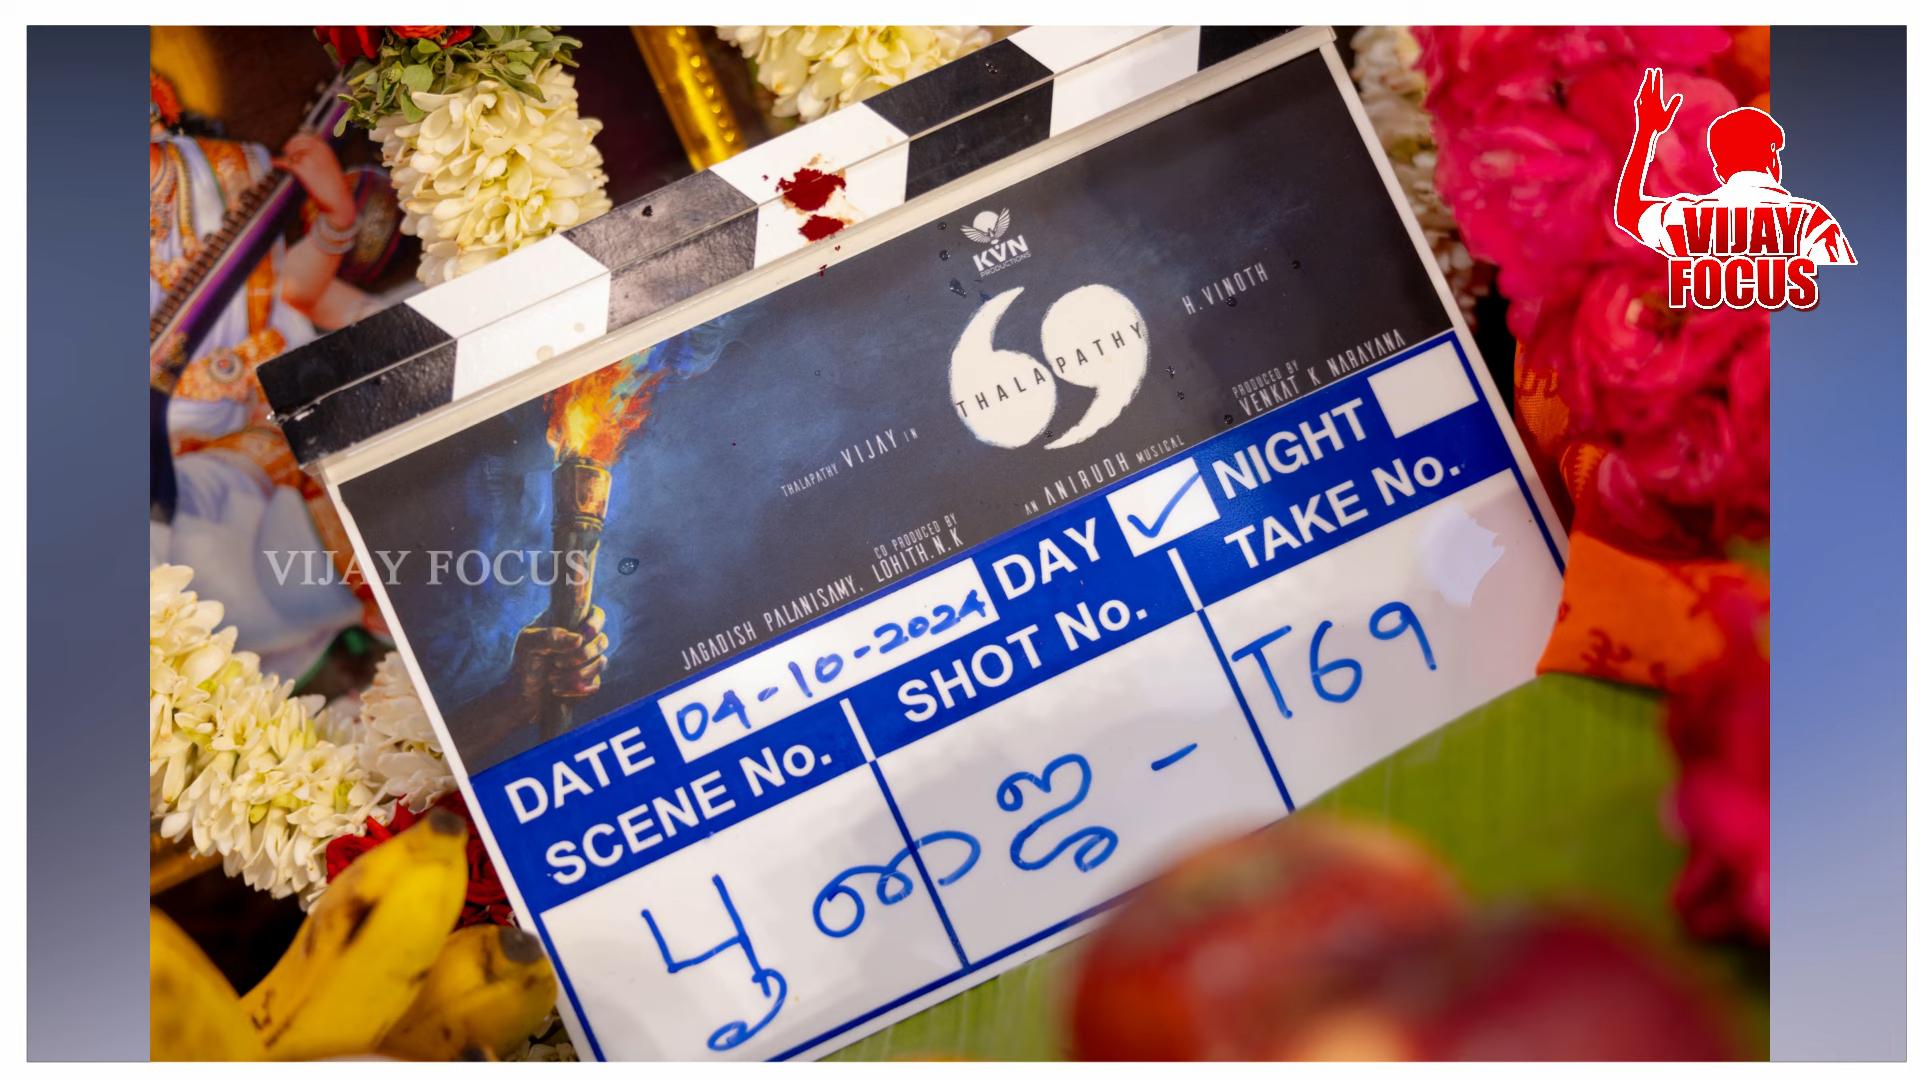 KVN
PRODUCTIONS
69
THALAPATHY
THALAPATHY VIJAY IN
H.VINOTH
AN ANIRUDH MUSICAL
PRODUCED BY
VENKAT K NARAYANA
CO PRODUCED BY
JAGADISH PALANISAMY, LOHITH.N.K
DATE 04-10-2024 DAY ✓ NIGHT
SCENE No. SHOT No. TAKE No.
பூஜை - T69
VIJAY FOCUS
VIJAY
FOCUS